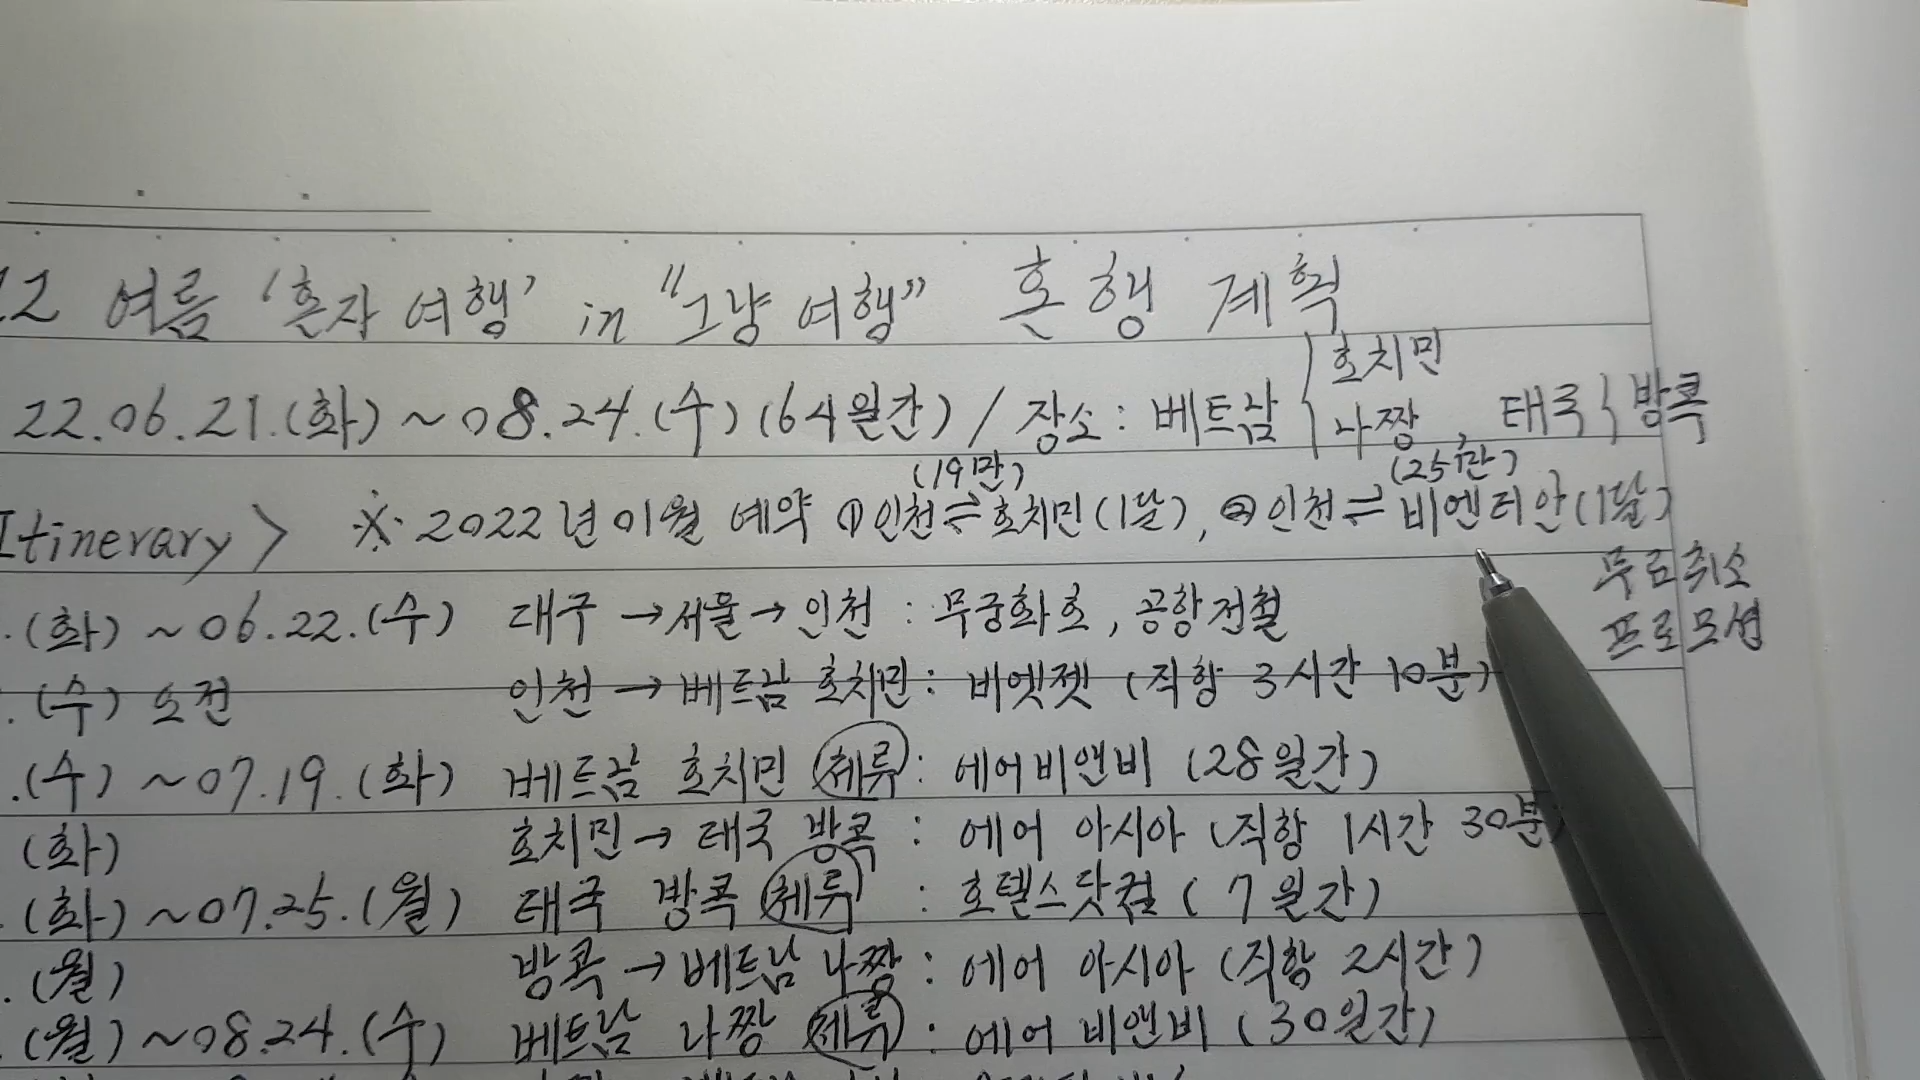 22 여름 '혼자 여행' in "그냥 여행" 혼행 계획
22.06.21.(화) ~ 08.24.(수) (64일간) / 장소 : 베트남 { 호치민 나짱, 태국 { 방콕
(19만) (25만)
Itinerary > ※ 2022년 01월 예약 ① 인천 ⇌ 호치민 (1달), ② 인천 ⇌ 비엔티안 (1달)
무료취소
프로모션
.(화) ~ 06.22.(수) 대구 → 서울 → 인천 : 무궁화호, 공항전철
.(수) 오전 인천 → 베트남 호치민 : 비엣젯 (직항 3시간 10분)
.(수) ~ 07.19.(화) 베트남 호치민 체류 : 에어비앤비 (28일간)
(화) 호치민 → 태국 방콕 : 에어 아시아 (직항 1시간 30분)
.(화) ~ 07.25.(월) 태국 방콕 체류 : 호텔스닷컴 (7일간)
.(월) 방콕 → 베트남 나짱 : 에어 아시아 (직항 2시간)
.(월) ~ 08.24.(수) 베트남 나짱 체류 : 에어비앤비 (30일간)